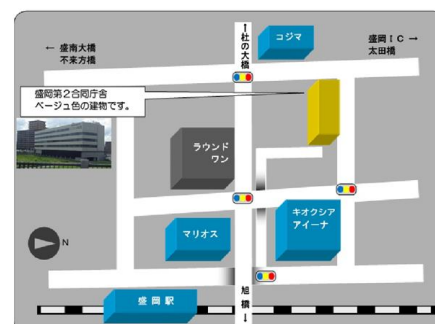 ← 盛南大橋
不来方橋
↑杜の大橋
コジマ
盛岡IC →
太田橋
盛岡第2合同庁舎
ベージュ色の建物です。
ラウンド
ワン
マリオス
キオクシア
アイーナ
N
盛岡駅
旭橋↓